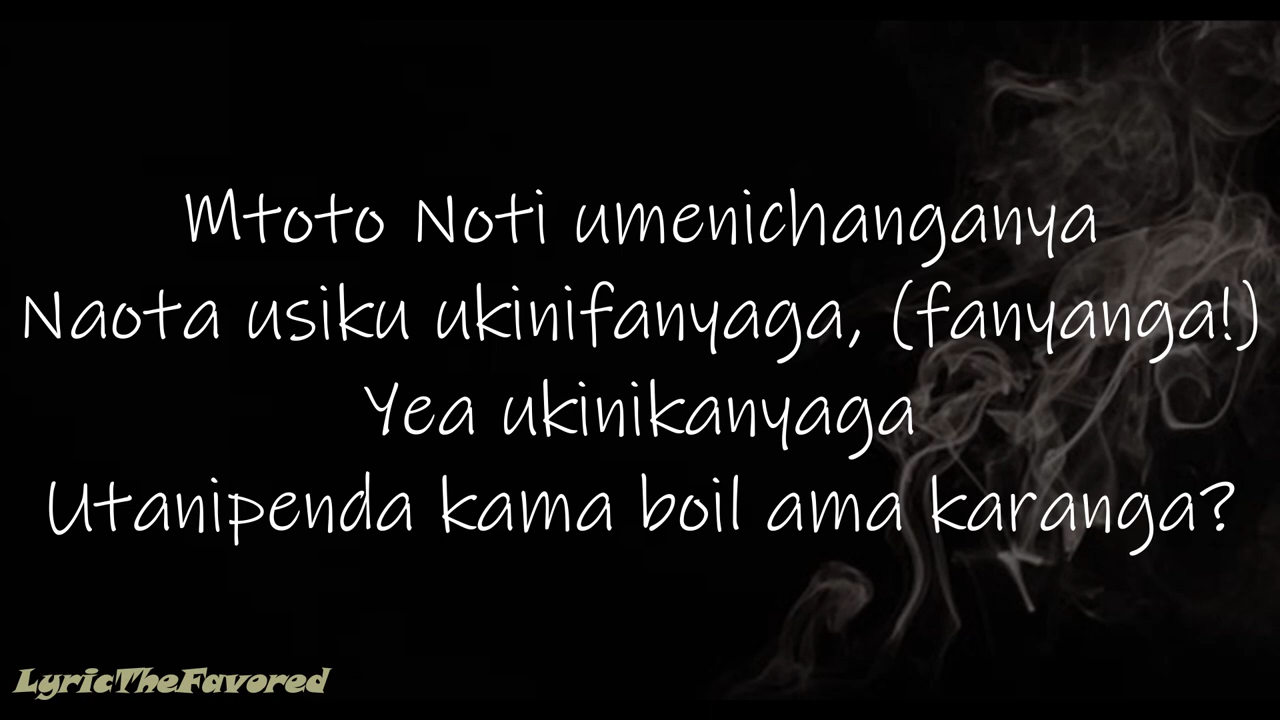 Mtoto Noti umenichanganya
Naota usiku ukinifanyaga, (fanyanga!)
Yea ukinikanyaga
Utanipenda kama boil ama karanga?
LyricTheFavored